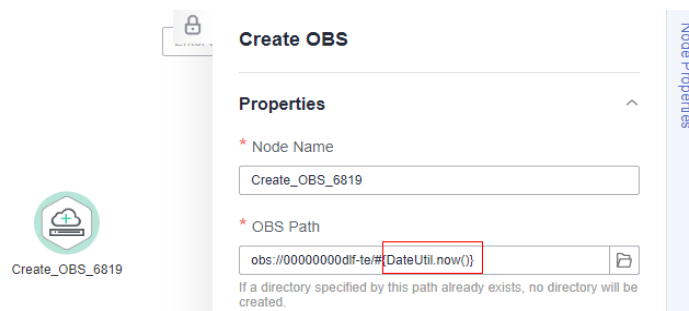 Create OBS
Properties
* Node Name
Create_OBS_6819
* OBS Path
obs://00000000dlf-te/#{DateUtil.now()}
If a directory specified by this path already exists, no directory will be
created.
Create_OBS_6819
Node Properties